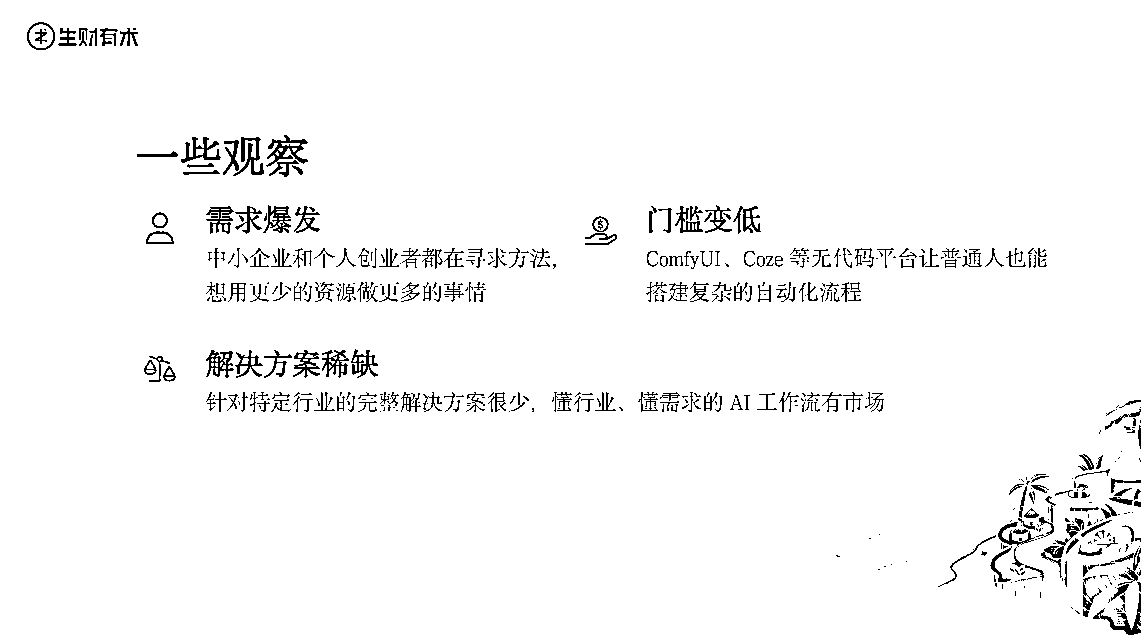 生财有术
一些观察
需求爆发
中小企业和个人创业者都在寻求方法,
想用更少的资源做更多的事情
门槛变低
ComfyUI、Coze 等无代码平台让普通人也能
搭建复杂的自动化流程
解决方案稀缺
针对特定行业的完整解决方案很少,懂行业、懂需求的 AI 工作流有市场